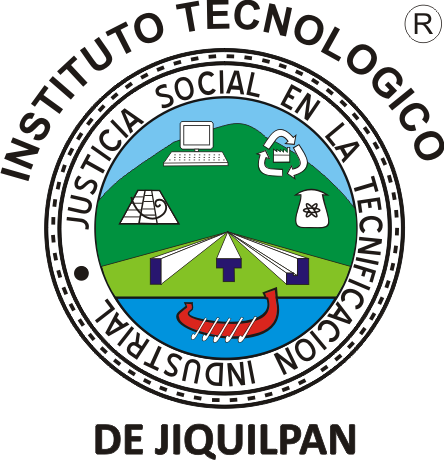 INSTITUTO TECNOLOGICO
®
JUSTICIA SOCIAL EN LA TECNIFICACION INDUSTRIAL
I T J
DE JIQUILPAN